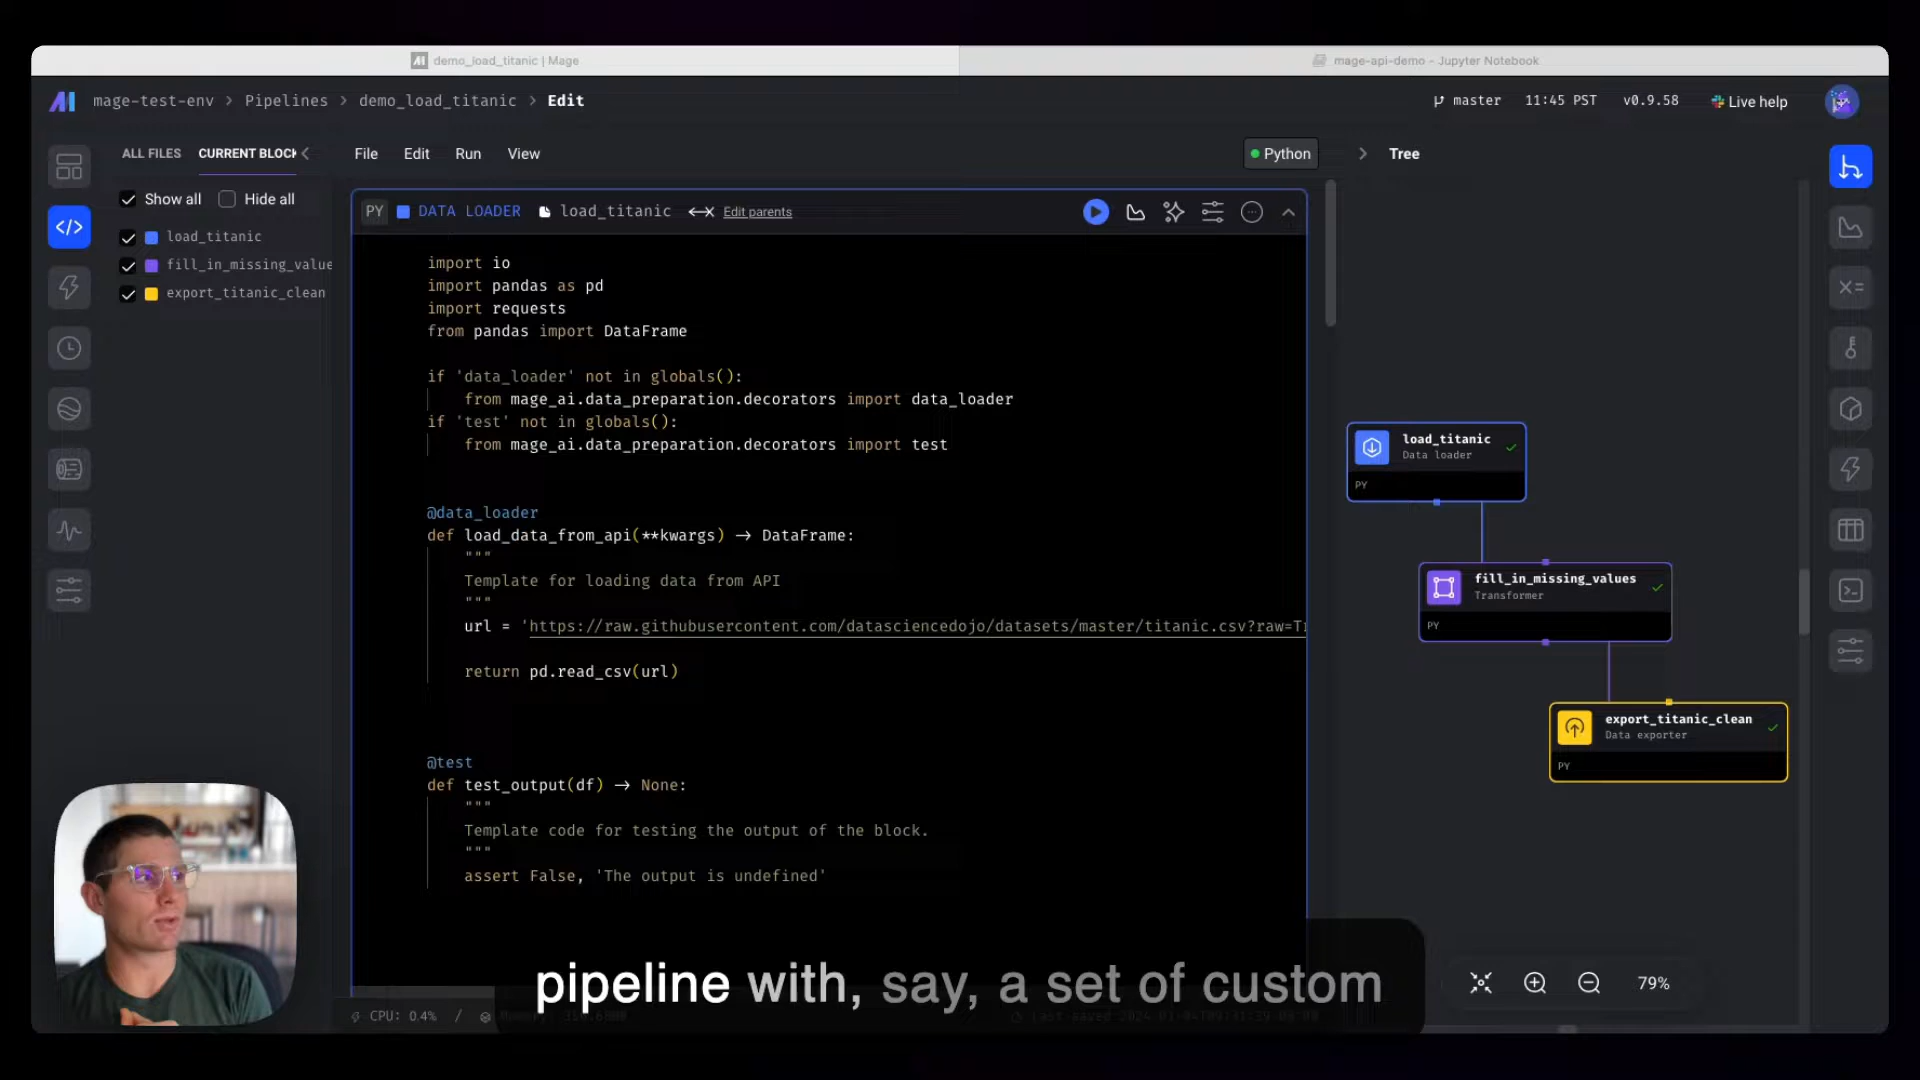 demo_load_titanic | Mage
mage-api-demo – Jupyter Notebook
mage-test-env > Pipelines > demo_load_titanic > Edit
master
11:45 PST
v0.9.58
Live help
ALL FILES
CURRENT BLOCK
File
Edit
Run
View
Python
Tree
Show all
Hide all
load_titanic
fill_in_missing_value
export_titanic_clean
PY
DATA LOADER
load_titanic
Edit parents
import io
import pandas as pd
import requests
from pandas import DataFrame
if 'data_loader' not in globals():
from mage_ai.data_preparation.decorators import data_loader
if 'test' not in globals():
from mage_ai.data_preparation.decorators import test
@data_loader
def load_data_from_api(**kwargs) → DataFrame:
"""
Template for loading data from API
"""
url = 'https://raw.githubusercontent.com/datasciencedojo/datasets/master/titanic.csv?raw=Tr
return pd.read_csv(url)
@test
def test_output(df) → None:
"""
Template code for testing the output of the block.
"""
assert False, 'The output is undefined'
load_titanic
Data loader
PY
fill_in_missing_values
Transformer
PY
export_titanic_clean
Data exporter
PY
pipeline with, say, a set of custom
CPU: 0.4% /
79%